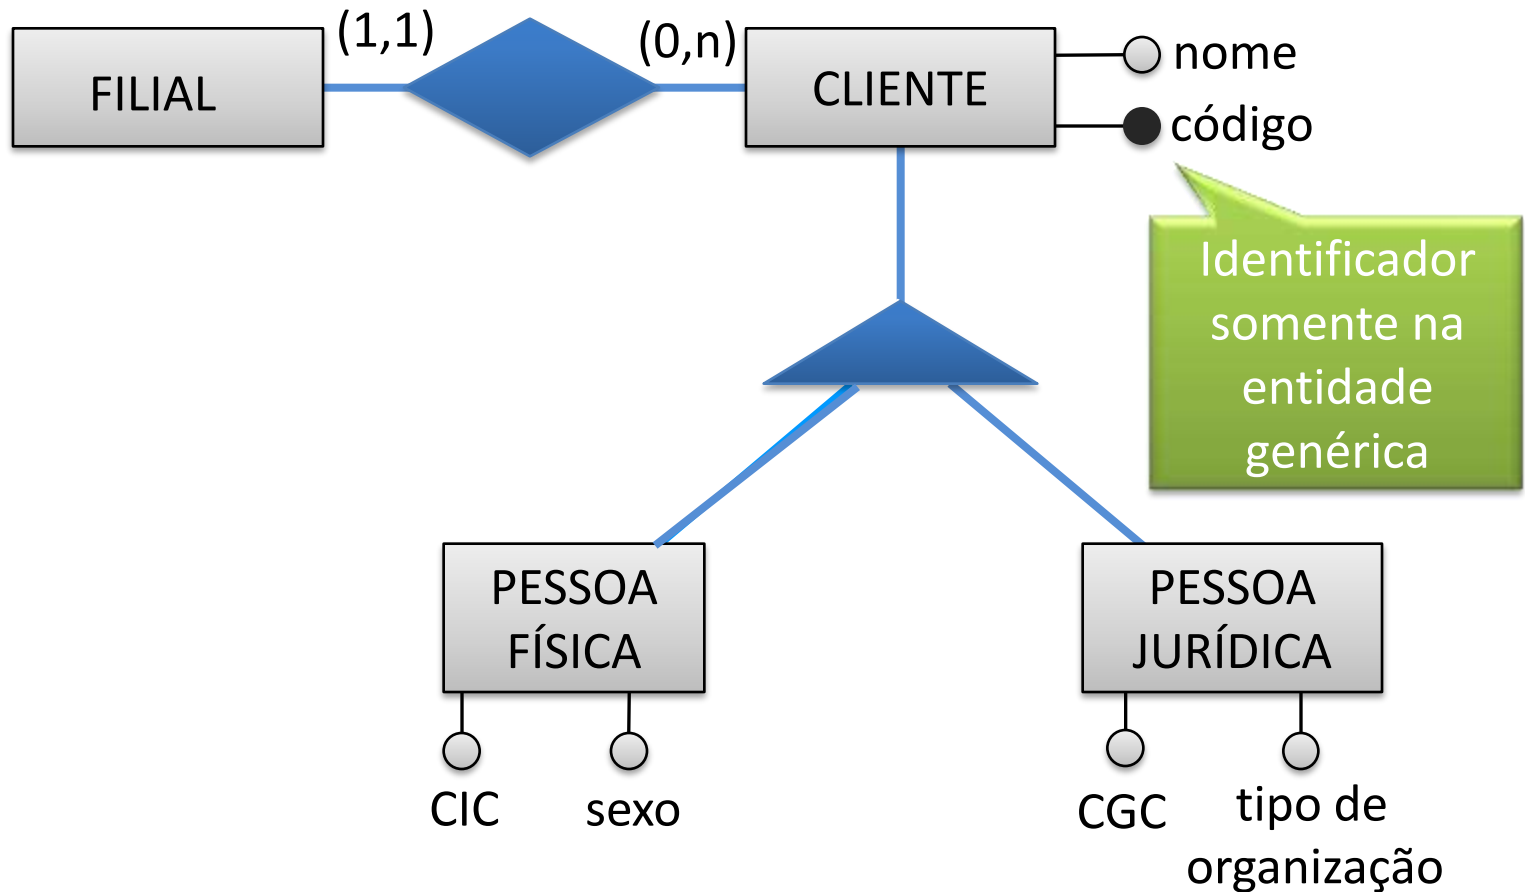 FILIAL
(1,1)
(0,n)
CLIENTE
nome
código
Identificador
somente na
entidade
genérica
PESSOA
FÍSICA
PESSOA
JURÍDICA
CIC
sexo
CGC
tipo de
organização